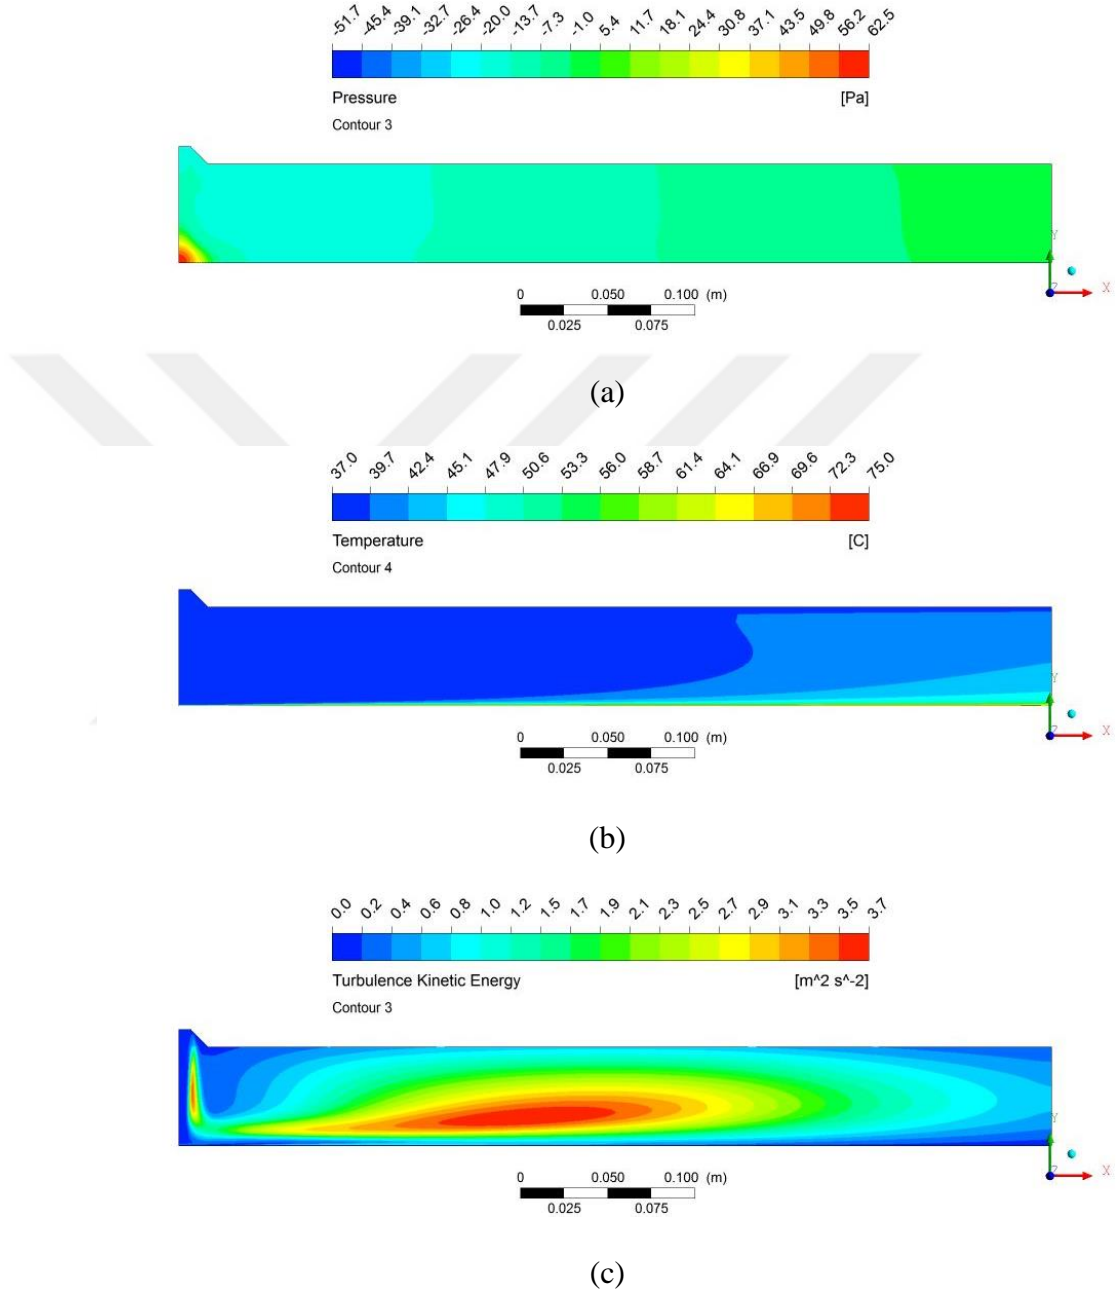 -51.7 -45.4 -39.1 -32.7 -26.4 -20.0 -13.7 -7.3 -1.0 5.4 11.7 18.1 24.4 30.8 37.1 43.5 49.8 56.2 62.5
Pressure [Pa]
Contour 3
Y
Z X
0 0.050 0.100 (m)
0.025 0.075
(a)
37.0 39.7 42.4 45.1 47.9 50.6 53.3 56.0 58.7 61.4 64.1 66.9 69.6 72.3 75.0
Temperature [C]
Contour 4
Y
Z X
0 0.050 0.100 (m)
0.025 0.075
(b)
0.0 0.2 0.4 0.6 0.8 1.0 1.2 1.5 1.7 1.9 2.1 2.3 2.5 2.7 2.9 3.1 3.3 3.5 3.7
Turbulence Kinetic Energy [m^2 s^-2]
Contour 3
Y
Z X
0 0.050 0.100 (m)
0.025 0.075
(c)